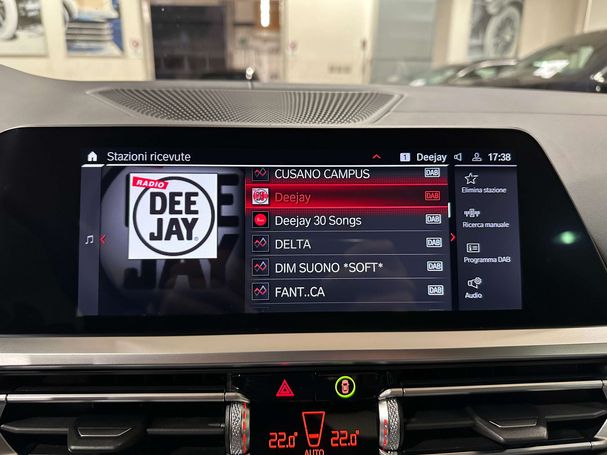 Stazioni ricevute
1 Deejay 17:38
RADIO
DEE
JAY
CUSANO CAMPUS DAB
Deejay DAB
Deejay 30 Songs DAB
DELTA DAB
DIM SUONO *SOFT* DAB
FANT..CA DAB
Elimina stazione
Ricerca manuale
Programma DAB
Audio
22.0° 22.0°
AUTO